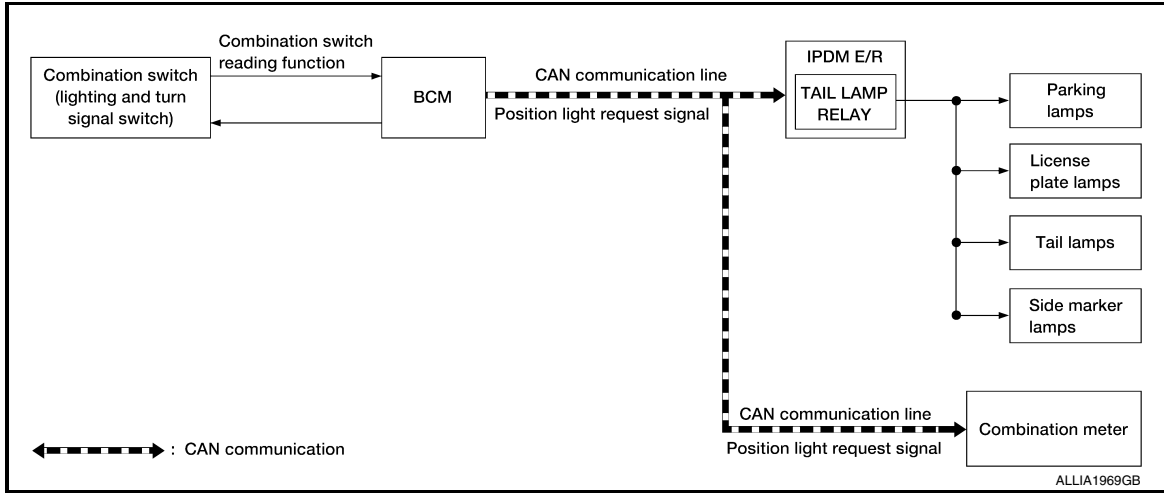 Combination switch
reading function
Combination switch
(lighting and turn
signal switch)
BCM
CAN communication line
Position light request signal
IPDM E/R
TAIL LAMP
RELAY
Parking
lamps
License
plate lamps
Tail lamps
Side marker
lamps
CAN communication line
Position light request signal
Combination meter
: CAN communication
ALLIA1969GB